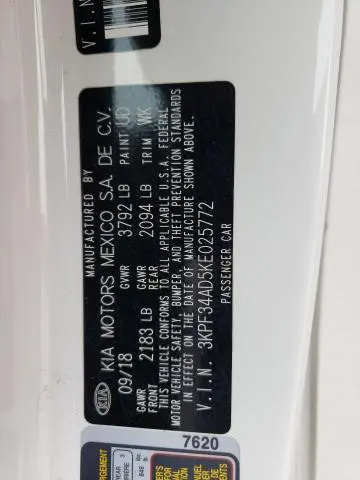 V.I.N
MANUFACTURED BY
KIA KIA MOTORS MEXICO S.A. DE C.V.
09/18 GVWR 3792 LB PAINT UD
GAWR FRONT 2183 LB GAWR REAR 2094 LB TRIM WK
THIS VEHICLE CONFORMS TO ALL APPLICABLE U.S.A. FEDERAL
MOTOR VEHICLE SAFETY, BUMPER, AND THEFT PREVENTION STANDARDS
IN EFFECT ON THE DATE OF MANUFACTURE SHOWN ABOVE.
V.I.N. 3KPF34AD5KE025772
PASSENGER CAR
7620